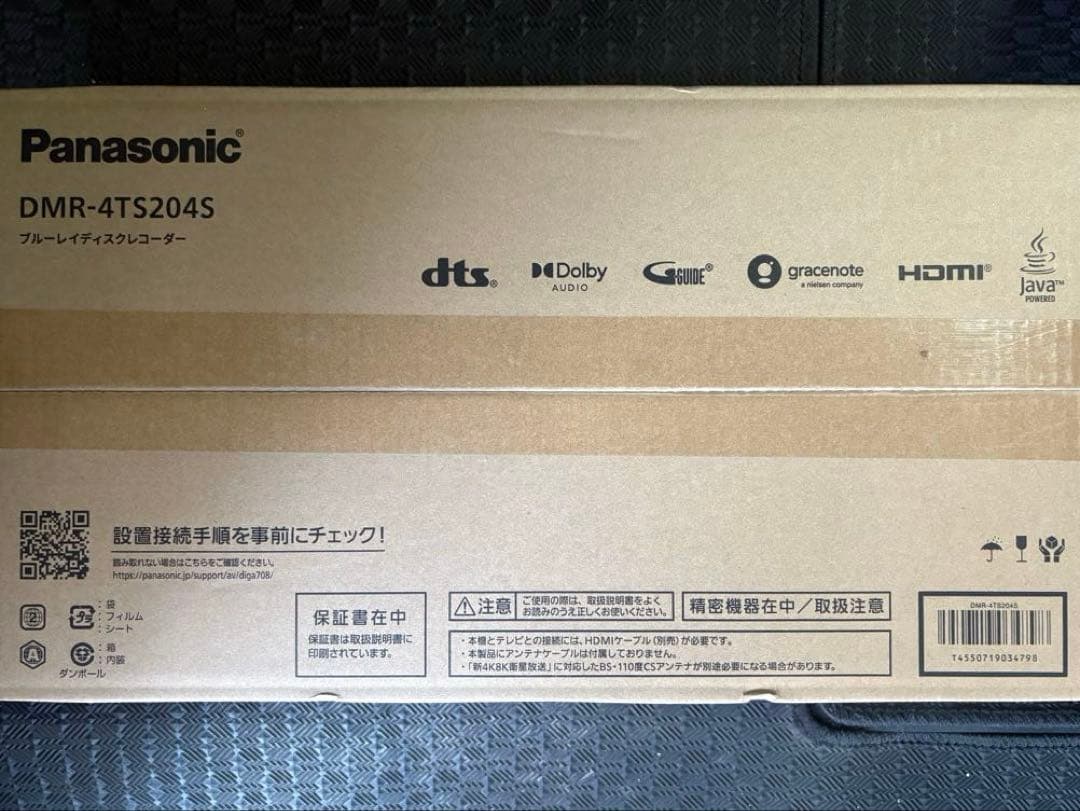 Panasonic®
DMR-4TS204S
ブルーレイディスクレコーダー
dts®
Dolby
AUDIO
G-GUIDE®
gracenote
a nielsen company
HDMI®
Java™
POWERED
設置接続手順を事前にチェック!
読み取れない場合はこちらをご確認ください。
https://panasonic.jp/support/av/diga708/
2
プラ
:袋
:フィルム
:シート
A
:箱
:内装
ダンボール
保証書在中
保証書は取扱説明書に
印刷されています。
注意
ご使用の際は、取扱説明書をよく
お読みのうえ正しくお使いください。
精密機器在中/取扱注意
・本機とテレビとの接続には、HDMIケーブル(別売)が必要です。
・本製品にアンテナケーブルは付属しておりません。
・「新4K8K衛星放送」に対応したBS・110度CSアンテナが別途必要になる場合があります。
DMR-4TS204S
T4550719034798